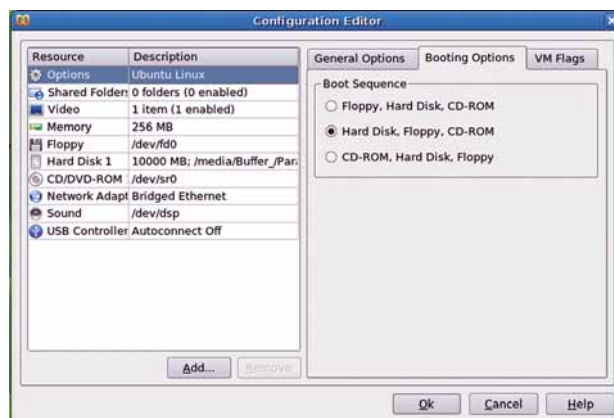 Configuration Editor
Resource Description
Options Ubuntu Linux
Shared Folders 0 folders (0 enabled)
Video 1 item (1 enabled)
Memory 256 MB
Floppy /dev/fd0
Hard Disk 1 10000 MB; /media/Buffer_/Par
CD/DVD-ROM /dev/sr0
Network Adapt Bridged Ethernet
Sound /dev/dsp
USB Controller Autoconnect Off
Add... Remove
General Options Booting Options VM Flags
Boot Sequence
Floppy, Hard Disk, CD-ROM
Hard Disk, Floppy, CD-ROM
CD-ROM, Hard Disk, Floppy
Ok Cancel Help